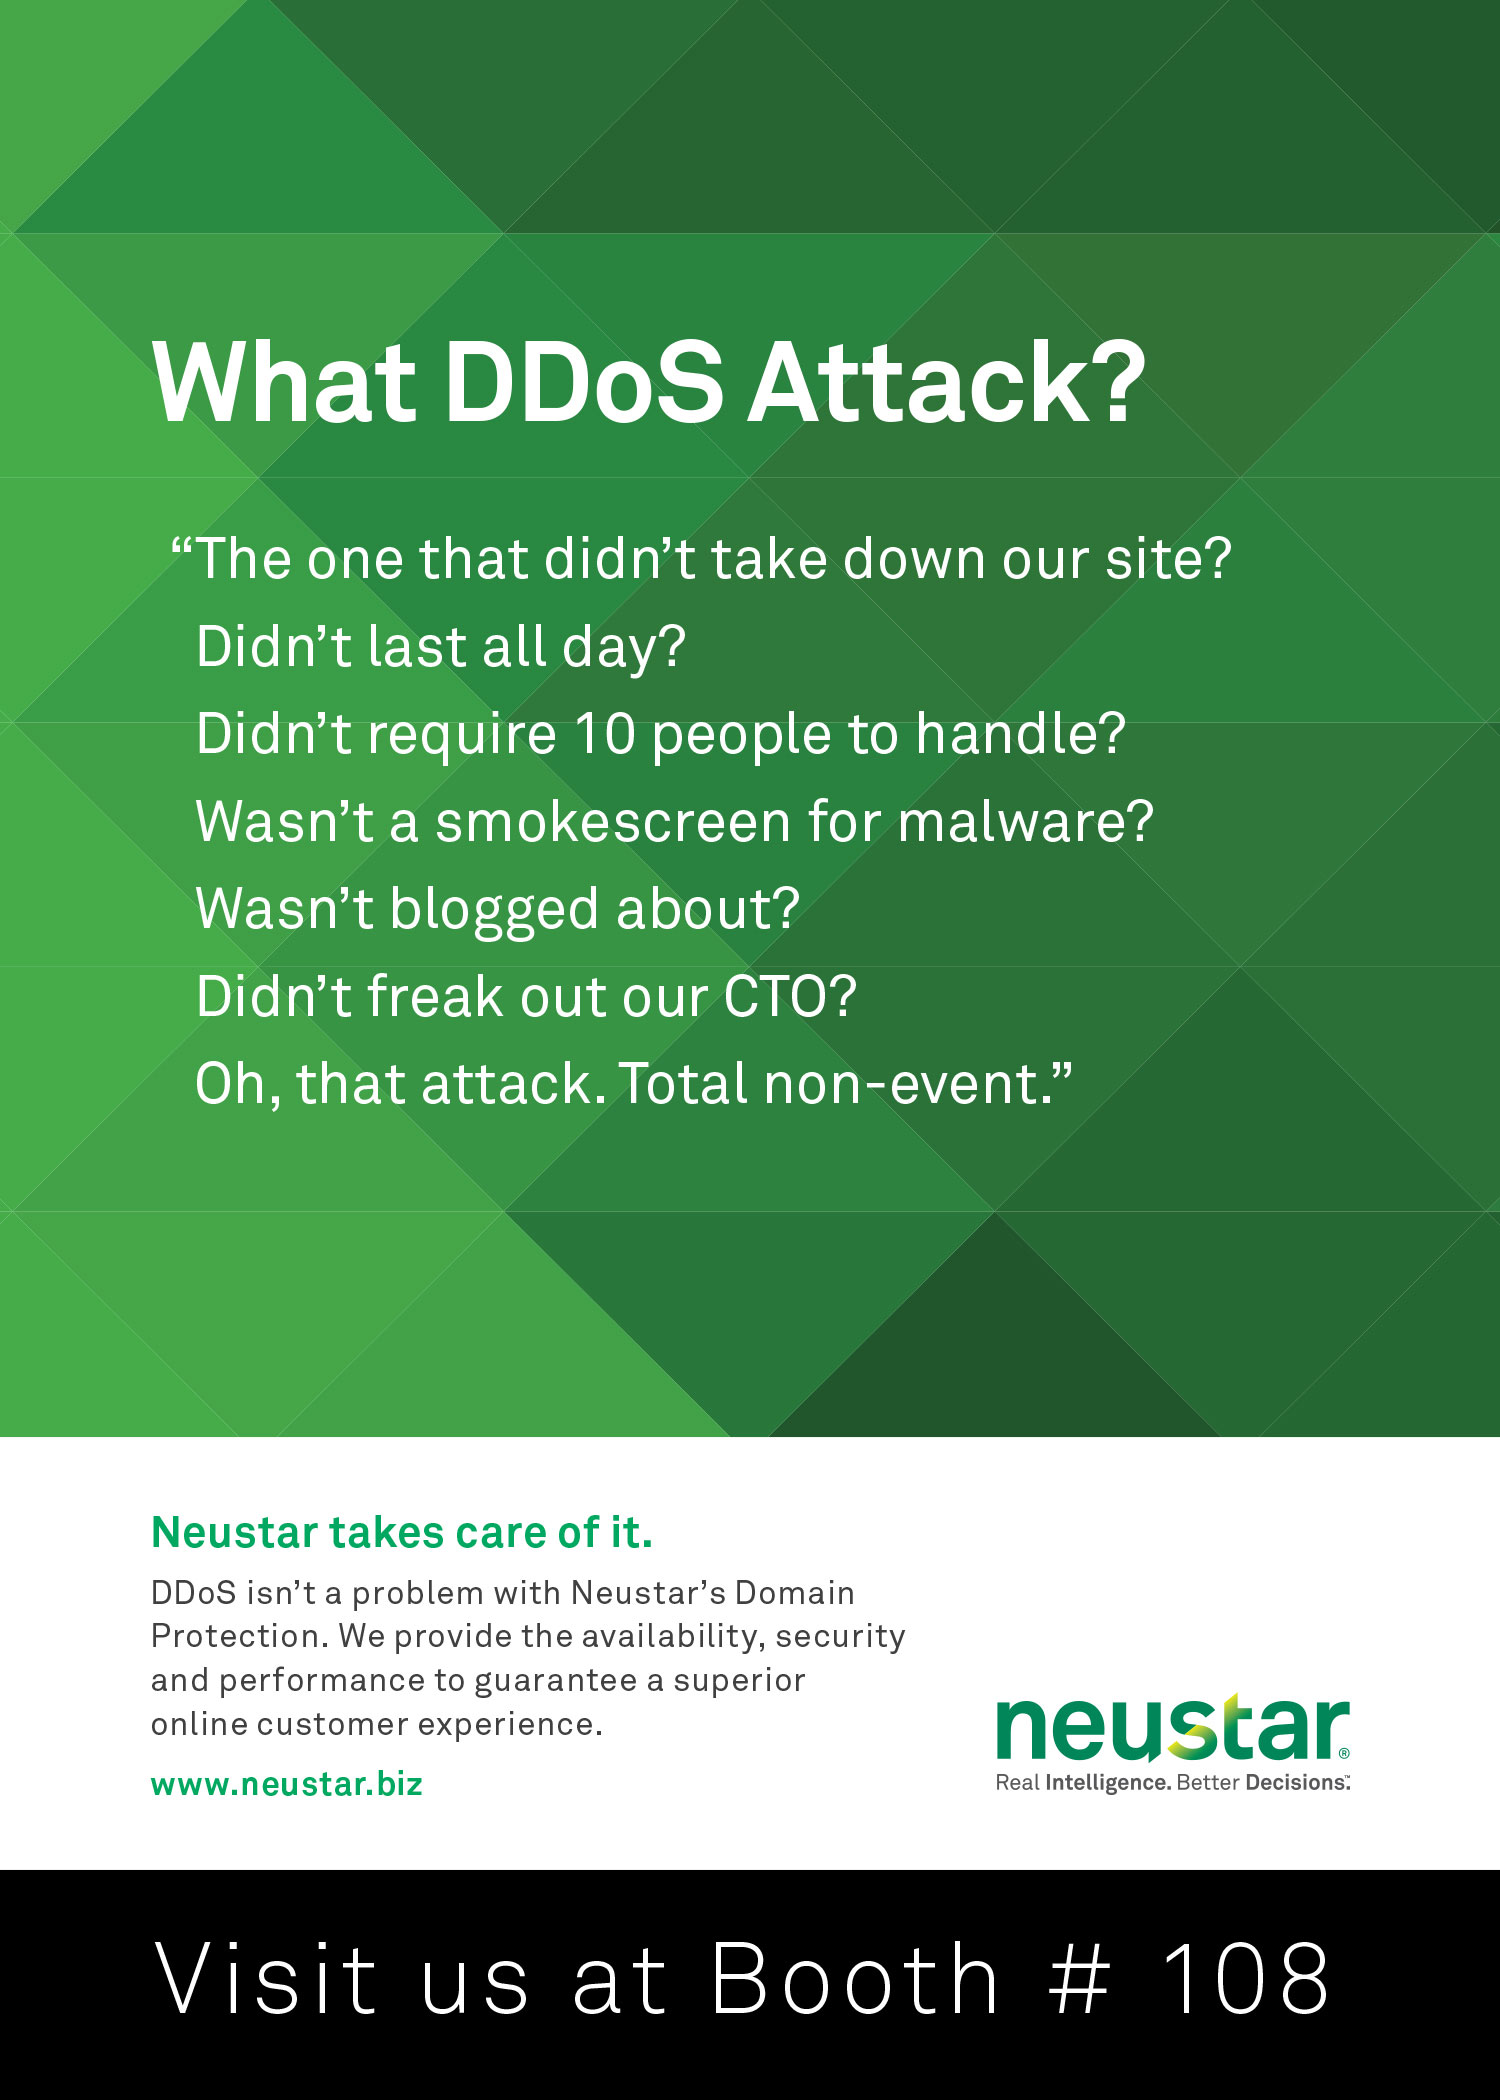 What DDoS Attack?
“The one that didn’t take down our site?
Didn’t last all day?
Didn’t require 10 people to handle?
Wasn’t a smokescreen for malware?
Wasn’t blogged about?
Didn’t freak out our CTO?
Oh, that attack. Total non-event.”
Neustar takes care of it.
DDoS isn’t a problem with Neustar’s Domain
Protection. We provide the availability, security
and performance to guarantee a superior
online customer experience.
www.neustar.biz
neustar®
Real Intelligence. Better Decisions.™
Visit us at Booth # 108